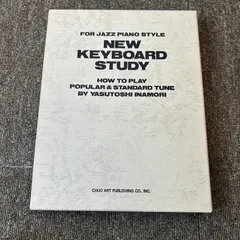 FOR JAZZ PIANO STYLE
NEW
KEYBOARD
STUDY
HOW TO PLAY
POPULAR & STANDARD TUNE
BY YASUTOSHI INAMORI
CHUO ART PUBLISHING CO., INC.